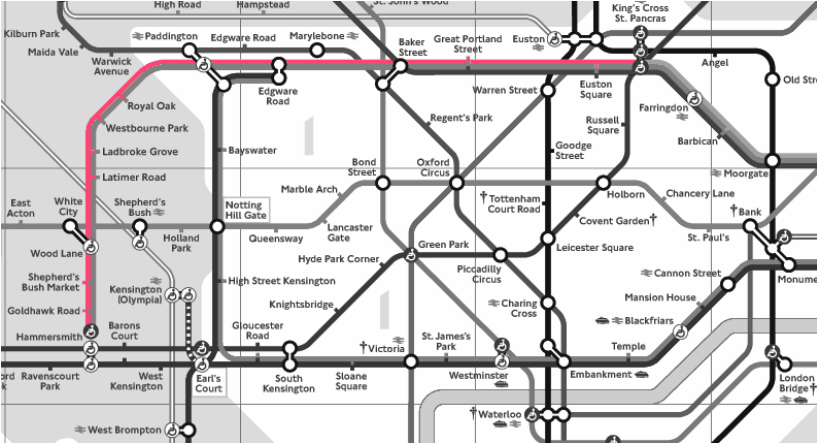 High Road
Hampstead
St. John's Wood
King's Cross
St. Pancras
Kilburn Park
Maida Vale
Warwick
Avenue
Paddington
Edgware Road
Marylebone
Baker
Street
Great Portland
Street
Euston
Angel
Old Str
Edgware
Road
Warren Street
Euston
Square
Farringdon
Royal Oak
Westbourne Park
Regent's Park
Russell
Square
Barbican
Ladbroke Grove
Bayswater
Goodge
Street
Latimer Road
Bond
Street
Oxford
Circus
Moorgate
Marble Arch
Holborn
Chancery Lane
East
Acton
White
City
Shepherd's
Bush
Notting
Hill Gate
Tottenham
Court Road
Bank
Lancaster
Gate
Covent Garden
Holland
Park
Queensway
St. Paul's
Wood Lane
Green Park
Leicester Square
Hyde Park Corner
Piccadilly
Circus
Cannon Street
Monume
Shepherd's
Bush Market
Kensington
(Olympia)
High Street Kensington
Mansion House
Knightsbridge
Charing
Cross
Goldhawk Road
Blackfriars
Hammersmith
Barons
Court
Gloucester
Road
Victoria
St. James's
Park
Temple
ord
k
Ravenscourt
Park
West
Kensington
Earl's
Court
South
Kensington
Sloane
Square
Westminster
Embankment
London
Bridge
Waterloo
West Brompton